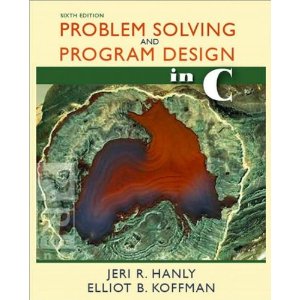 SIXTH EDITION
PROBLEM SOLVING
AND
PROGRAM DESIGN
in C
JERI R. HANLY
ELLIOT B. KOFFMAN